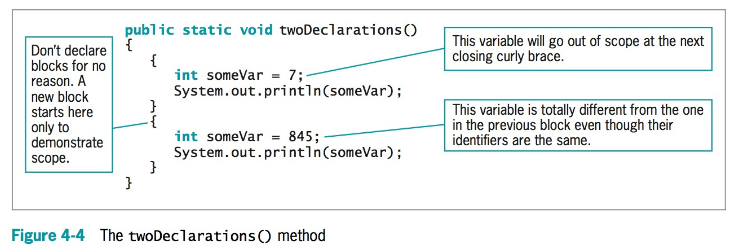 public static void twoDeclarations()
{
{
int someVar = 7;
System.out.println(someVar);
}
{
int someVar = 845;
System.out.println(someVar);
}
}
Don't declare
blocks for no
reason. A
new block
starts here
only to
demonstrate
scope.
This variable will go out of scope at the next
closing curly brace.
This variable is totally different from the one
in the previous block even though their
identifiers are the same.
Figure 4-4 The twoDeclarations() method